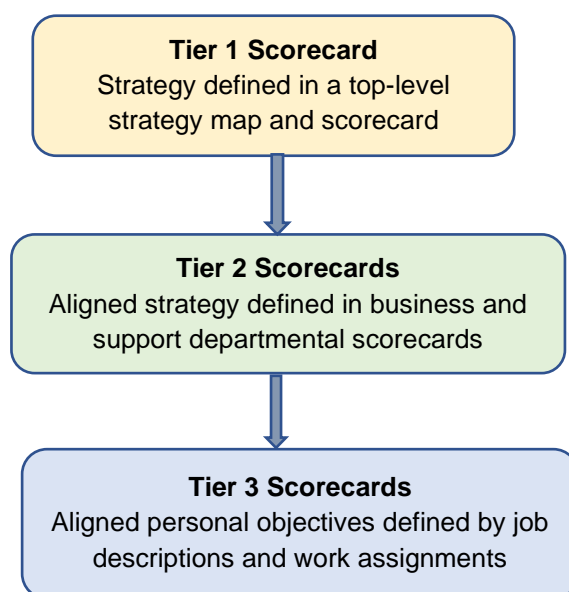 Tier 1 Scorecard
Strategy defined in a top-level
strategy map and scorecard
Tier 2 Scorecards
Aligned strategy defined in business and
support departmental scorecards
Tier 3 Scorecards
Aligned personal objectives defined by job
descriptions and work assignments